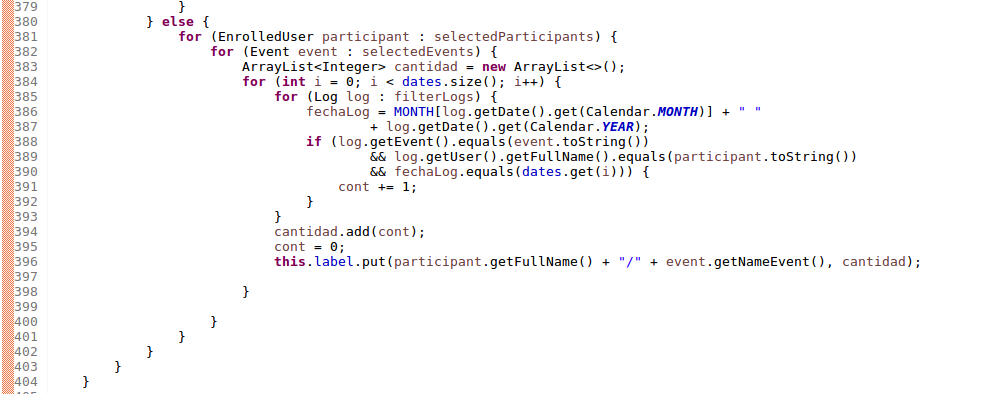 379                 }
380             } else {
381                 for (EnrolledUser participant : selectedParticipants) {
382                     for (Event event : selectedEvents) {
383                         ArrayList<Integer> cantidad = new ArrayList<>();
384                         for (int i = 0; i < dates.size(); i++) {
385                             for (Log log : filterLogs) {
386                                 fechaLog = MONTH[log.getDate().get(Calendar.MONTH)] + " "
387                                         + log.getDate().get(Calendar.YEAR);
388                                 if (log.getEvent().equals(event.toString())
389                                         && log.getUser().getFullName().equals(participant.toString())
390                                         && fechaLog.equals(dates.get(i))) {
391                                     cont += 1;
392                                 }
393                             }
394                             cantidad.add(cont);
395                             cont = 0;
396                             this.label.put(participant.getFullName() + "/" + event.getNameEvent(), cantidad);
397
398                         }
399
400                     }
401                 }
402             }
403         }
404     }